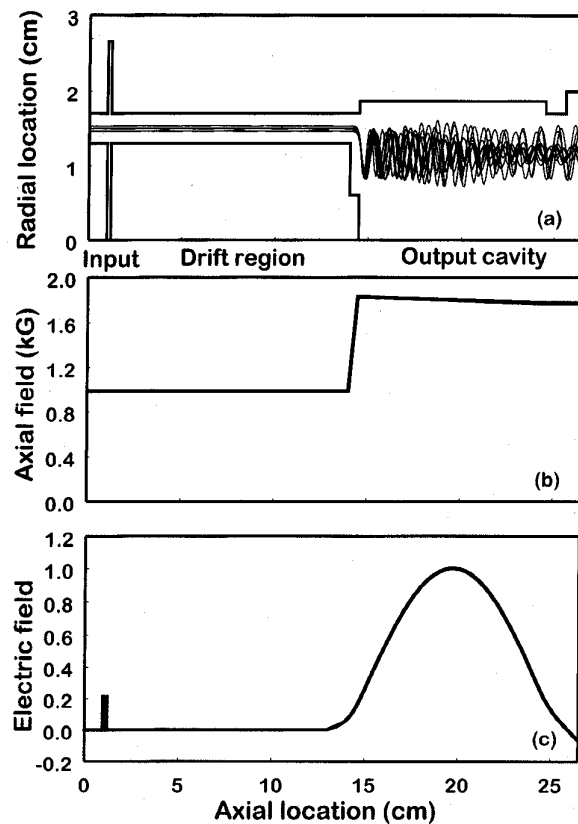 3
2
1
0
Radial location (cm)
(a)
Input Drift region Output cavity
2.0
1.6
1.2
0.8
0.4
0.0
Axial field (kG)
(b)
1.2
1.0
0.8
0.6
0.4
0.2
0.0
-0.2
Electric field
(c)
0 5 10 15 20 25
Axial location (cm)